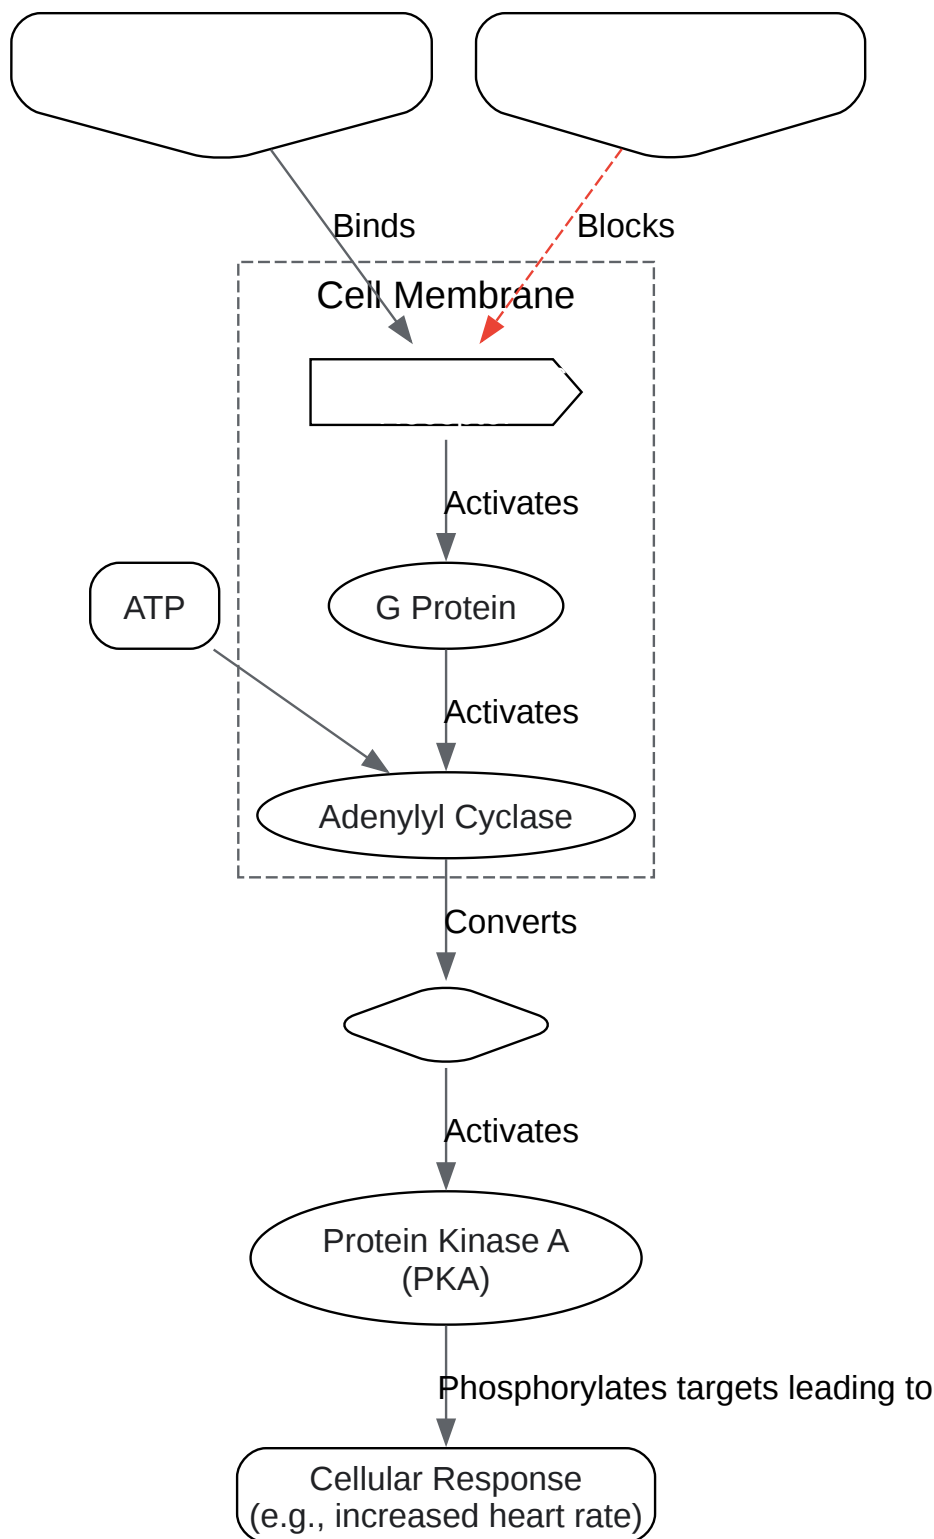 Binds
Blocks
Cell Membrane
Activates
ATP
G Protein
Activates
Adenylyl Cyclase
Converts
Activates
Protein Kinase A
(PKA)
Phosphorylates targets leading to
Cellular Response
(e.g., increased heart rate)